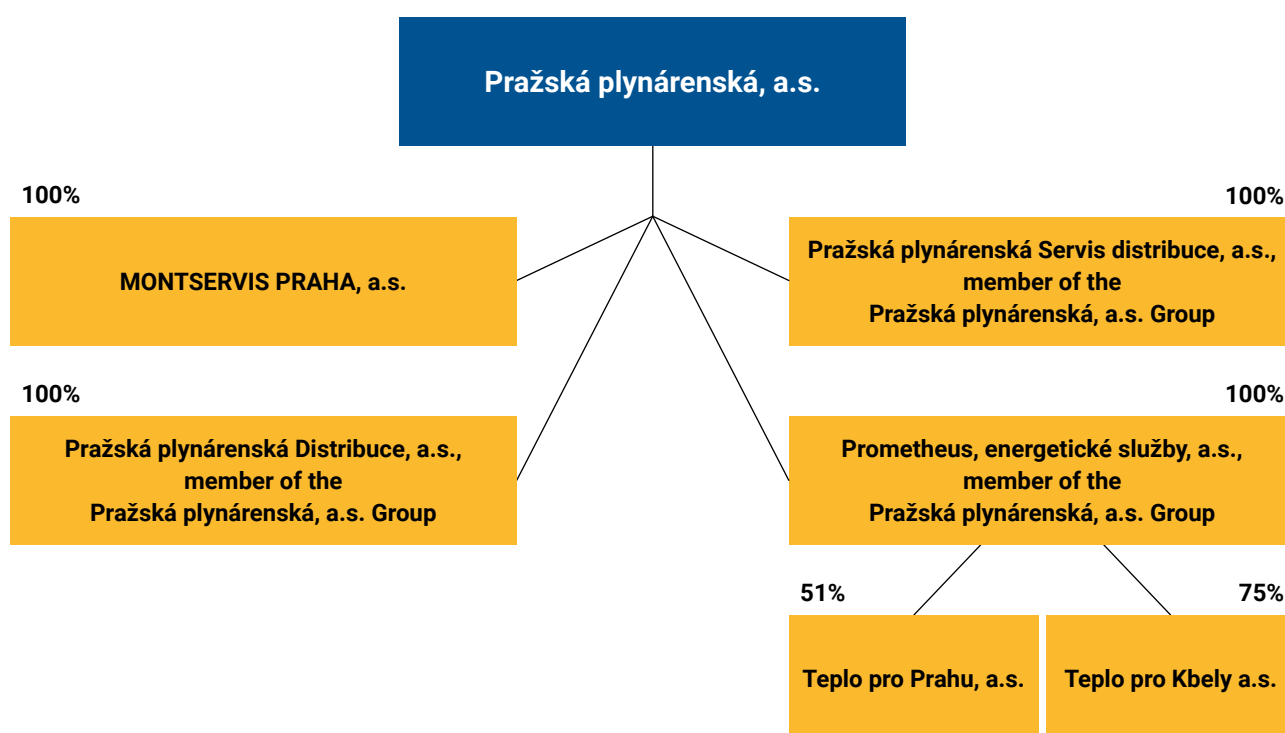 Pražská plynárenská, a.s.
100%
MONTSERVIS PRAHA, a.s.
100%
Pražská plynárenská Servis distribuce, a.s.,
member of the
Pražská plynárenská, a.s. Group
100%
Pražská plynárenská Distribuce, a.s.,
member of the
Pražská plynárenská, a.s. Group
100%
Prometheus, energetické služby, a.s.,
member of the
Pražská plynárenská, a.s. Group
51%
Teplo pro Prahu, a.s.
75%
Teplo pro Kbely a.s.